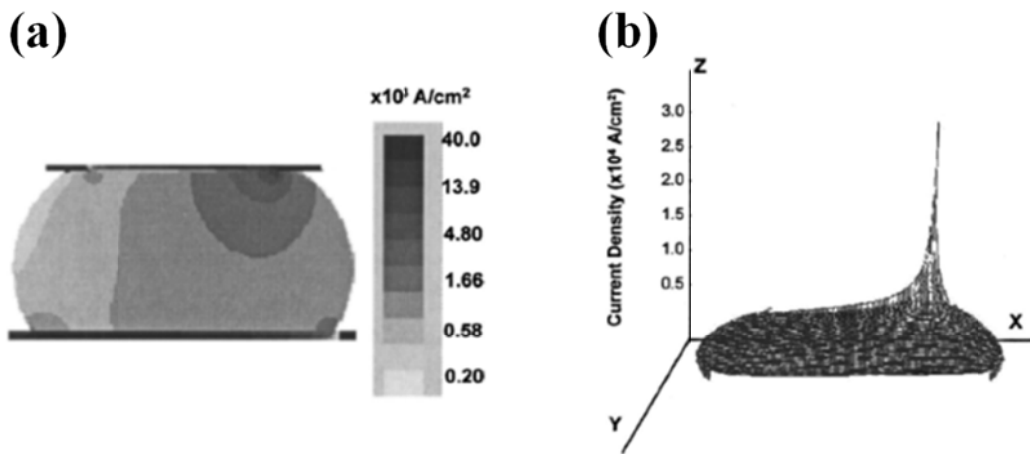 (a)
x10³ A/cm²
40.0
13.9
4.80
1.66
0.58
0.20
(b)
Z
Current Density (x10⁴ A/cm²)
3.0
2.5
2.0
1.5
1.0
0.5
X
Y